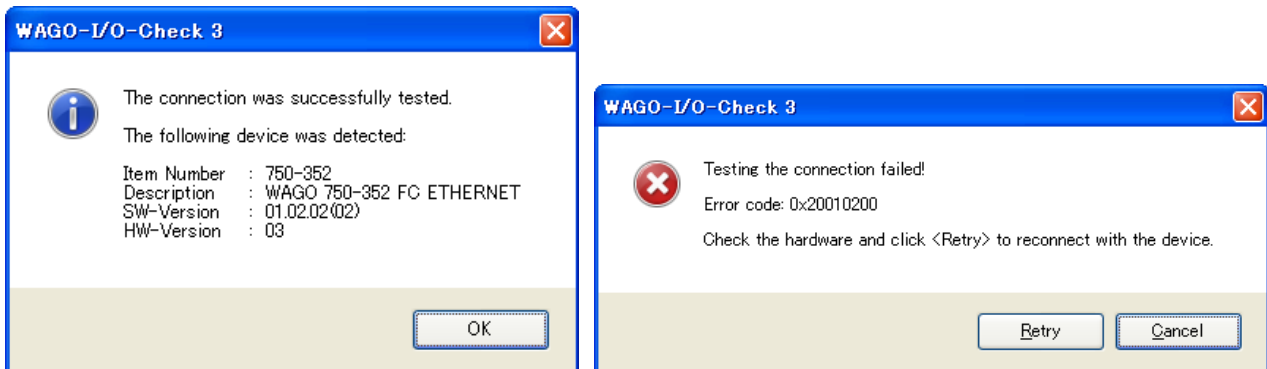 WAGO-I/O-Check 3
The connection was successfully tested.
The following device was detected:
Item Number : 750-352
Description : WAGO 750-352 FC ETHERNET
SW-Version : 01.02.02(02)
HW-Version : 03
OK
WAGO-I/O-Check 3
Testing the connection failed!
Error code: 0x20010200
Check the hardware and click <Retry> to reconnect with the device.
Retry Cancel